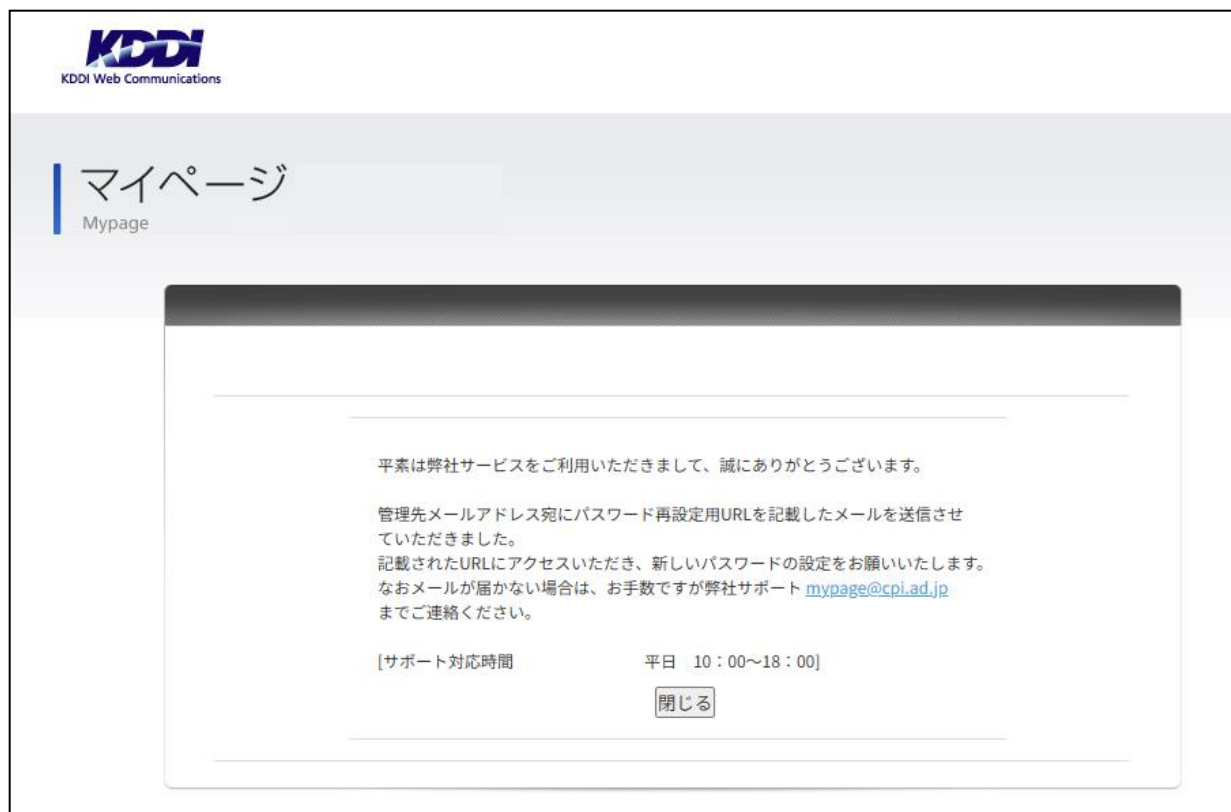 KDDI
KDDI Web Communications
マイページ
Mypage
平素は弊社サービスをご利用いただきまして、誠にありがとうございます。
管理先メールアドレス宛にパスワード再設定用URLを記載したメールを送信させ
ていただきました。
記載されたURLにアクセスいただき、新しいパスワードの設定をお願いいたします。
なおメールが届かない場合は、お手数ですが弊社サポート mypage@cpi.ad.jp
までご連絡ください。
[サポート対応時間 平日 10：00～18：00]
閉じる